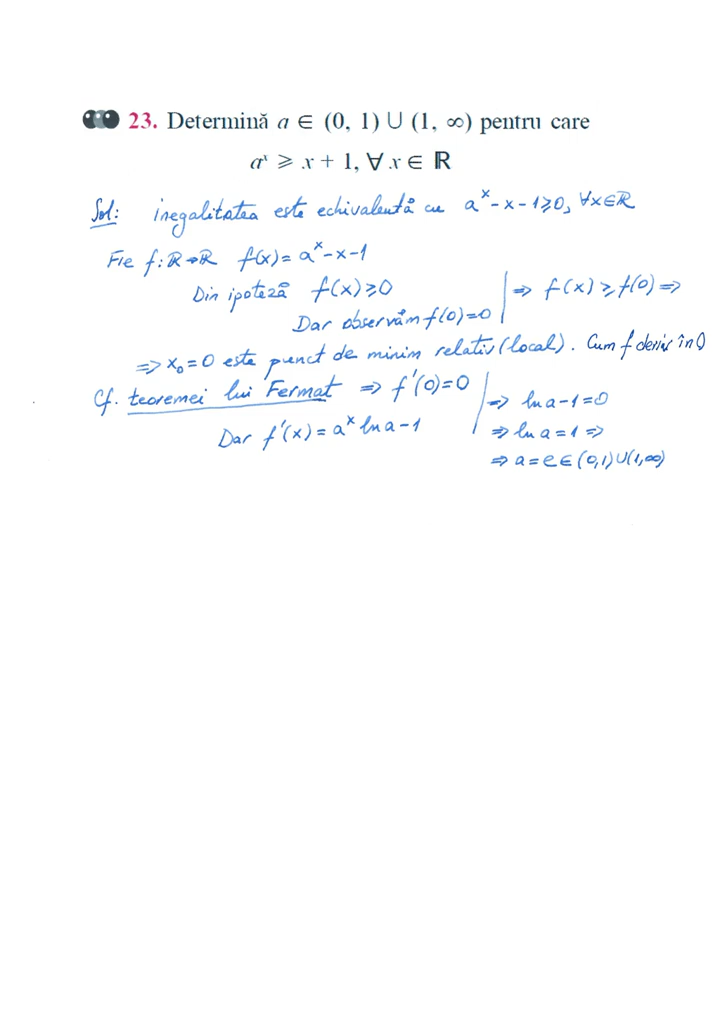 23. Determină a ∈ (0, 1) ∪ (1, ∞) pentru care
aˣ ⩾ x + 1, ∀ x ∈ ℝ
Sol: inegalitatea este echivalentă cu aˣ-x-1≥0, ∀x∈ℝ
Fie f:ℝ→ℝ f(x)=aˣ-x-1
Din ipoteză f(x)≥0 | ⇒ f(x)≥f(0) ⇒
Dar observăm f(0)=0
⇒ x₀=0 este punct de minim relativ (local). Cum f deriv în 0
Cf. teoremei lui Fermat ⇒ f'(0)=0 | ⇒ ln a-1=0
Dar f'(x)=aˣ ln a-1 ⇒ ln a=1 ⇒
⇒ a=e∈(0,1)∪(1,∞)